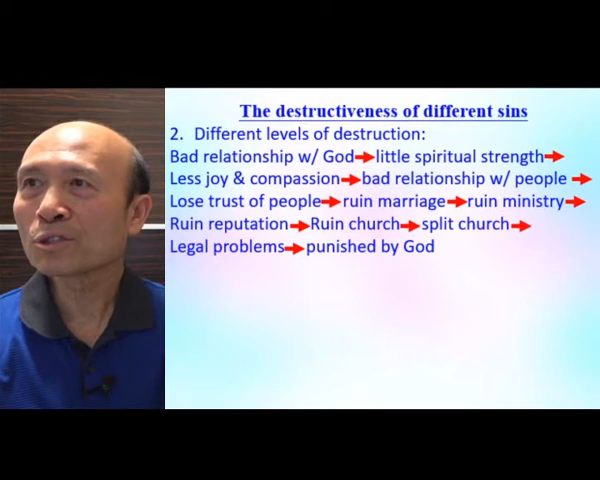 The destructiveness of different sins
2. Different levels of destruction:
Bad relationship w/ God→little spiritual strength→
Less joy & compassion→bad relationship w/ people→
Lose trust of people→ruin marriage→ruin ministry→
Ruin reputation→Ruin church→split church→
Legal problems→punished by God